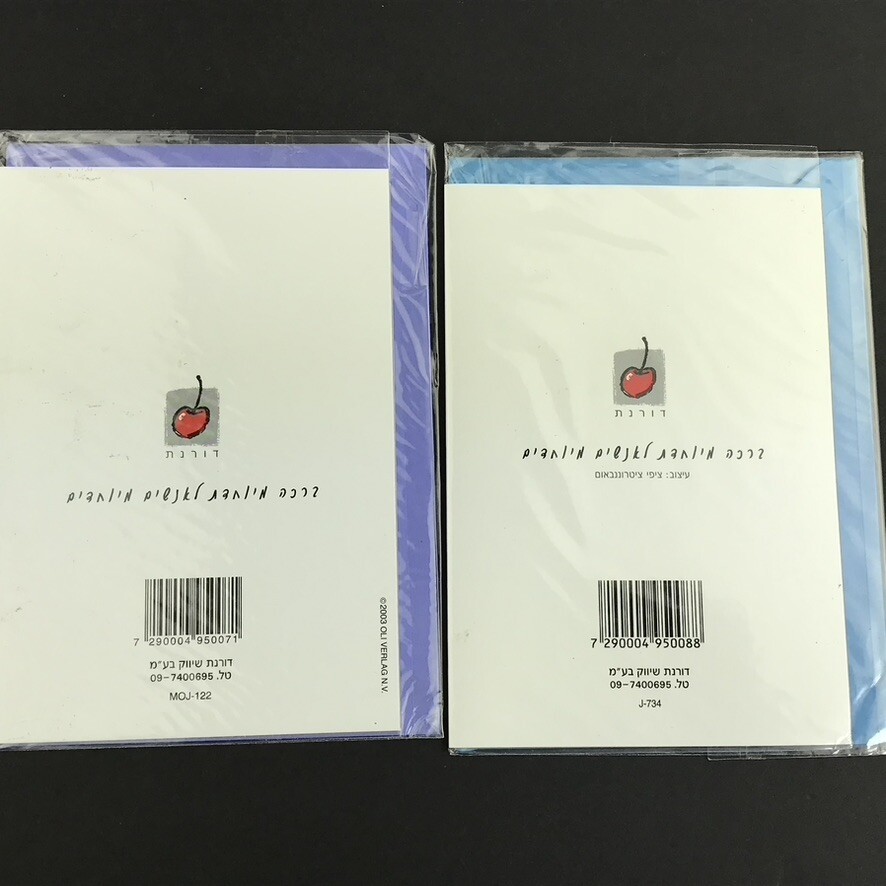 דורנת
ברכה מיוחדת לאנשים מיוחדים
7 290004 950071
דורנת שיווק בע״מ
טל. 09-7400695
MOJ-122
©2003 OLI VERLAG N.V.
דורנת
ברכה מיוחדת לאנשים מיוחדים
עיצוב: ציפי ציטרוננבאום
7 290004 950088
דורנת שיווק בע״מ
טל. 09-7400695
J-734